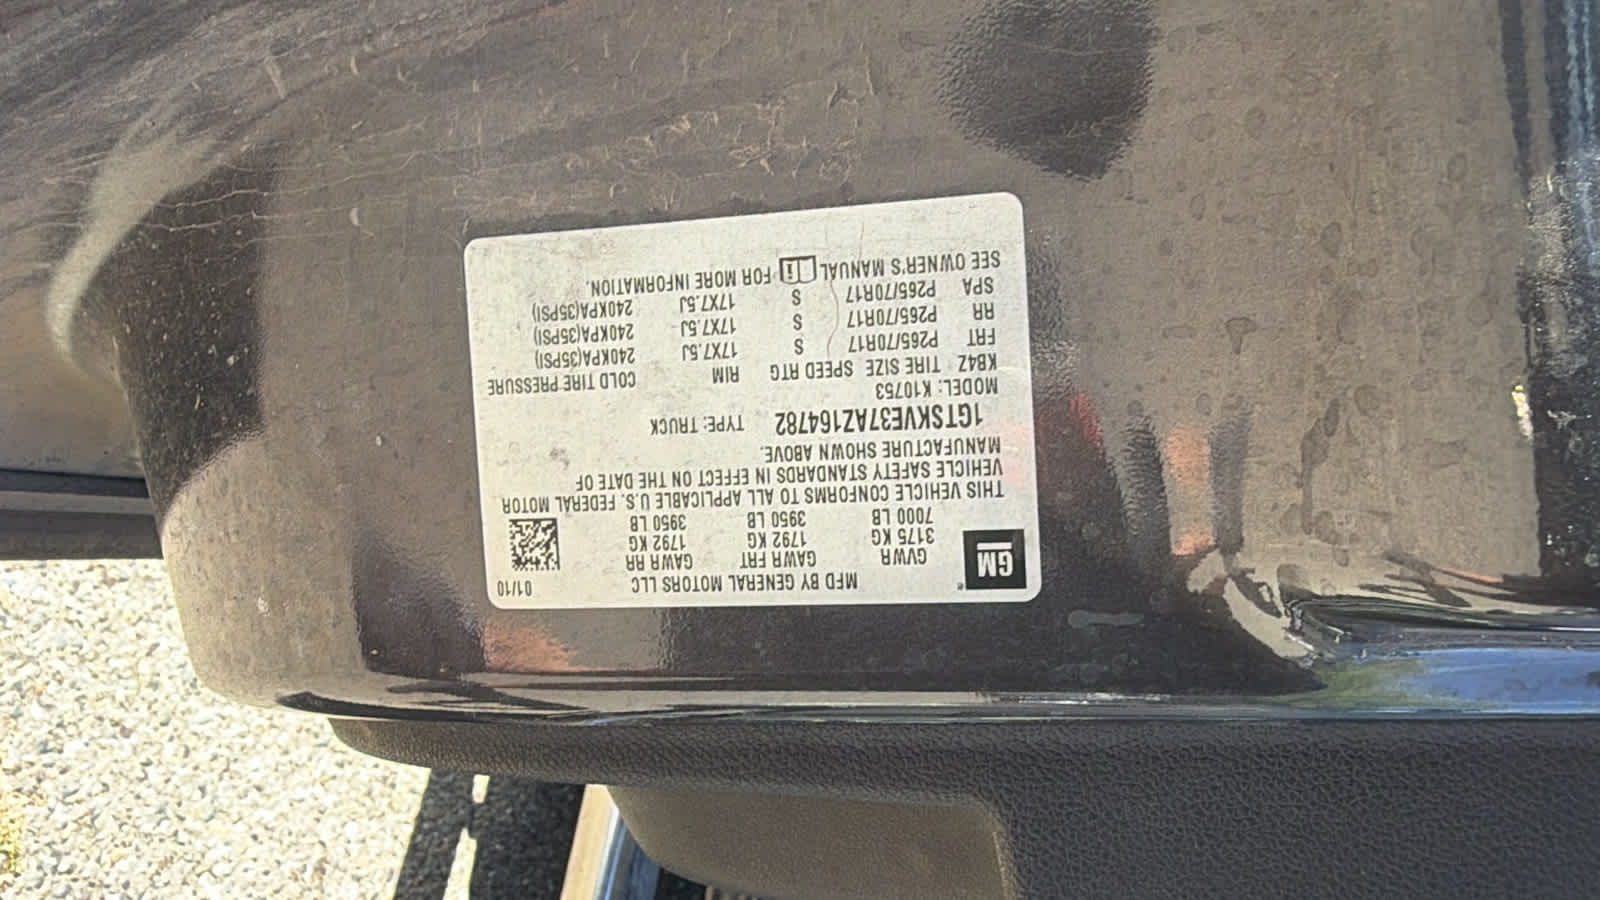 MFD BY GENERAL MOTORS LLC 01/10
GM®
GVWR GAWR FRT GAWR RR
3175 KG 1792 KG 1792 KG
7000 LB 3950 LB 3950 LB
THIS VEHICLE CONFORMS TO ALL APPLICABLE U.S. FEDERAL MOTOR
VEHICLE SAFETY STANDARDS IN EFFECT ON THE DATE OF
MANUFACTURE SHOWN ABOVE.
1GTSKVE37AZ164782 TYPE: TRUCK
MODEL: K10753
KB4Z TIRE SIZE SPEED RTG RIM COLD TIRE PRESSURE
FRT P265/70R17 S 17X7.5J 240KPA(35PSI)
RR P265/70R17 S 17X7.5J 240KPA(35PSI)
SPA P265/70R17 S 17X7.5J 240KPA(35PSI)
SEE OWNER'S MANUAL i FOR MORE INFORMATION.